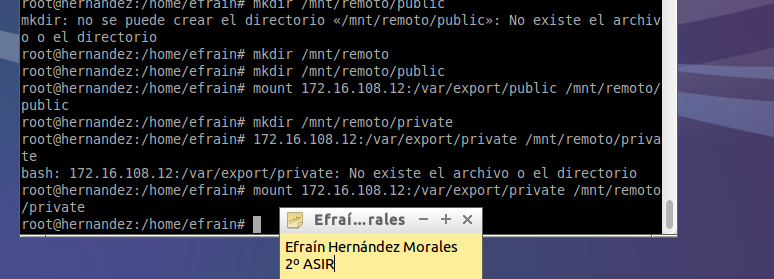 root@hernandez:/home/efrain# mkdir /mnt/remoto/public
mkdir: no se puede crear el directorio «/mnt/remoto/public»: No existe el archiv
o o el directorio
root@hernandez:/home/efrain# mkdir /mnt/remoto
root@hernandez:/home/efrain# mkdir /mnt/remoto/public
root@hernandez:/home/efrain# mount 172.16.108.12:/var/export/public /mnt/remoto/
public
root@hernandez:/home/efrain# mkdir /mnt/remoto/private
root@hernandez:/home/efrain# 172.16.108.12:/var/export/private /mnt/remoto/priva
te
bash: 172.16.108.12:/var/export/private: No existe el archivo o el directorio
root@hernandez:/home/efrain# mount 172.16.108.12:/var/export/private /mnt/remoto
/private
root@hernandez:/home/efrain#
Efraí...rales
Efraín Hernández Morales
2º ASIR